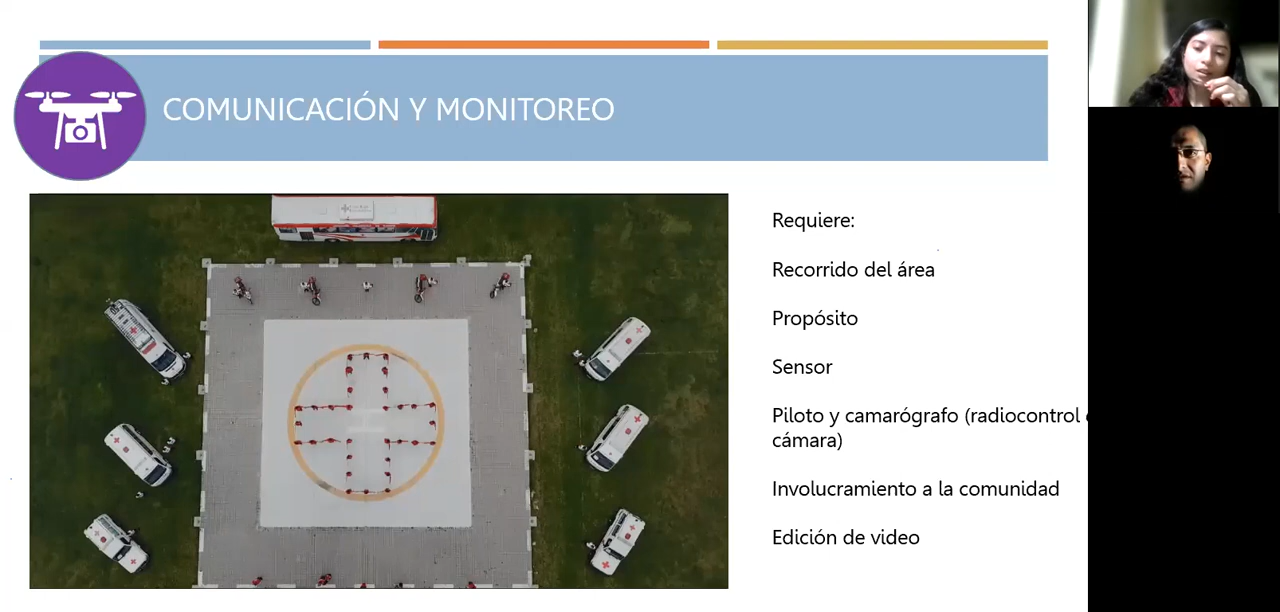 COMUNICACIÓN Y MONITOREO
Requiere:
Recorrido del área
Propósito
Sensor
Piloto y camarógrafo (radiocontrol
cámara)
Involucramiento a la comunidad
Edición de video